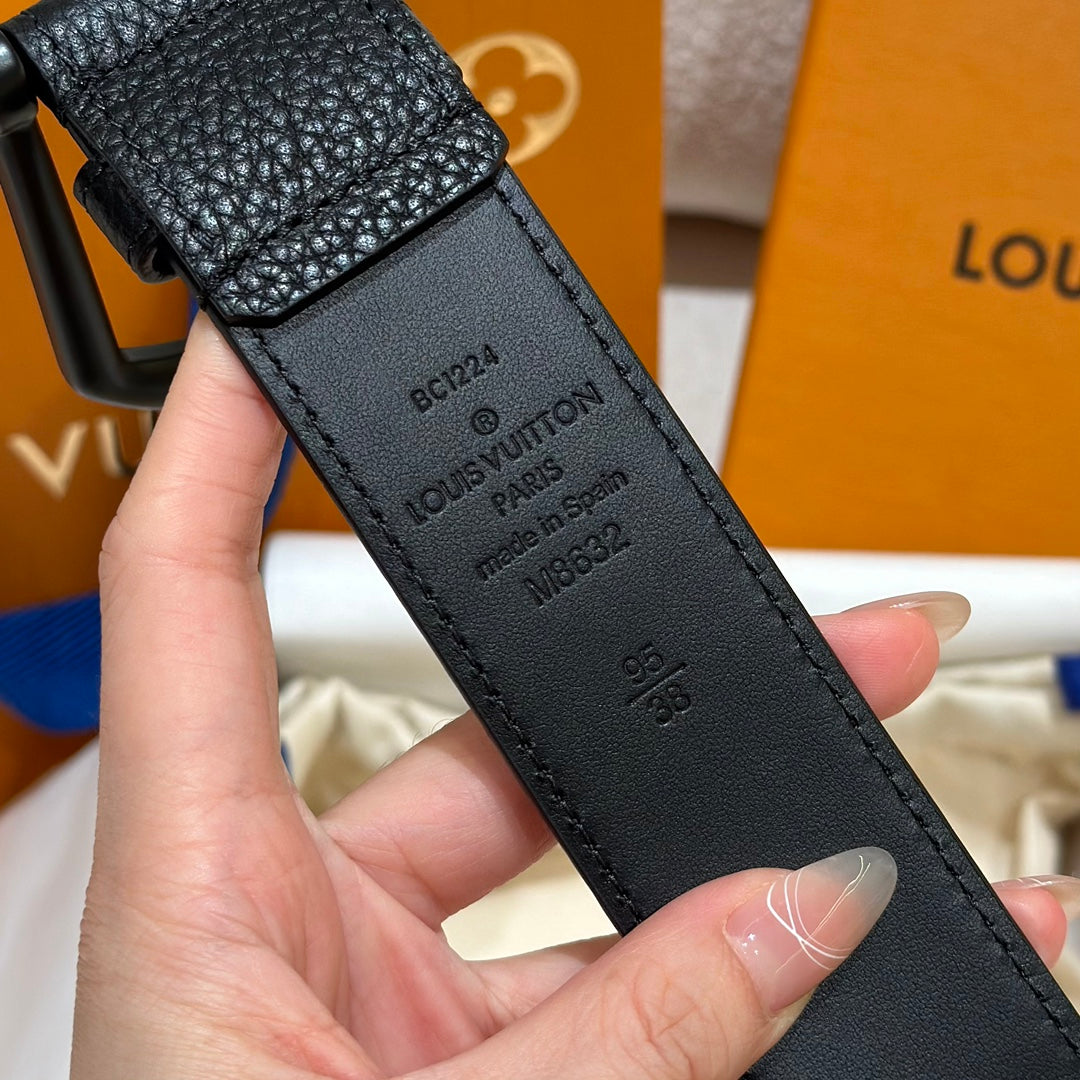 BC1224
®
LOUIS VUITTON
PARIS
made in Spain
M8632
95
38
LOU
VU